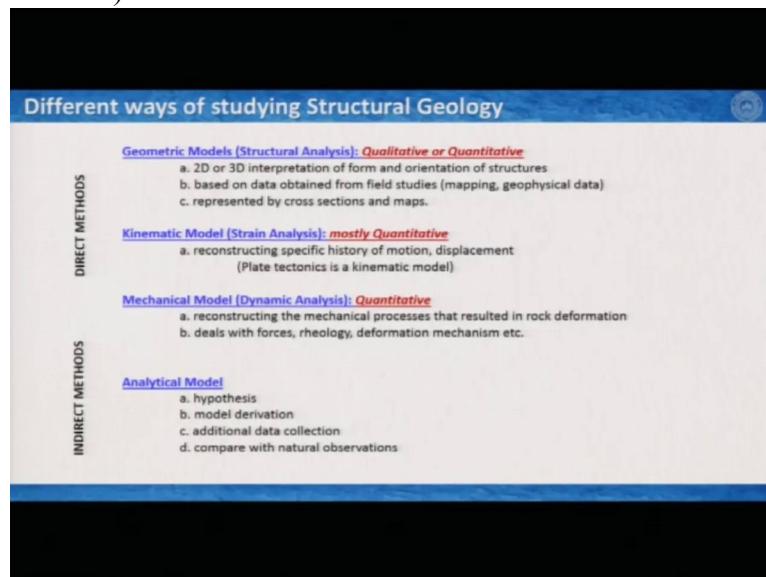 )
Different ways of studying Structural Geology
DIRECT METHODS
Geometric Models (Structural Analysis): Qualitative or Quantitative
a. 2D or 3D interpretation of form and orientation of structures
b. based on data obtained from field studies (mapping, geophysical data)
c. represented by cross sections and maps.
Kinematic Model (Strain Analysis): mostly Quantitative
a. reconstructing specific history of motion, displacement
(Plate tectonics is a kinematic model)
Mechanical Model (Dynamic Analysis): Quantitative
a. reconstructing the mechanical processes that resulted in rock deformation
b. deals with forces, rheology, deformation mechanism etc.
INDIRECT METHODS
Analytical Model
a. hypothesis
b. model derivation
c. additional data collection
d. compare with natural observations